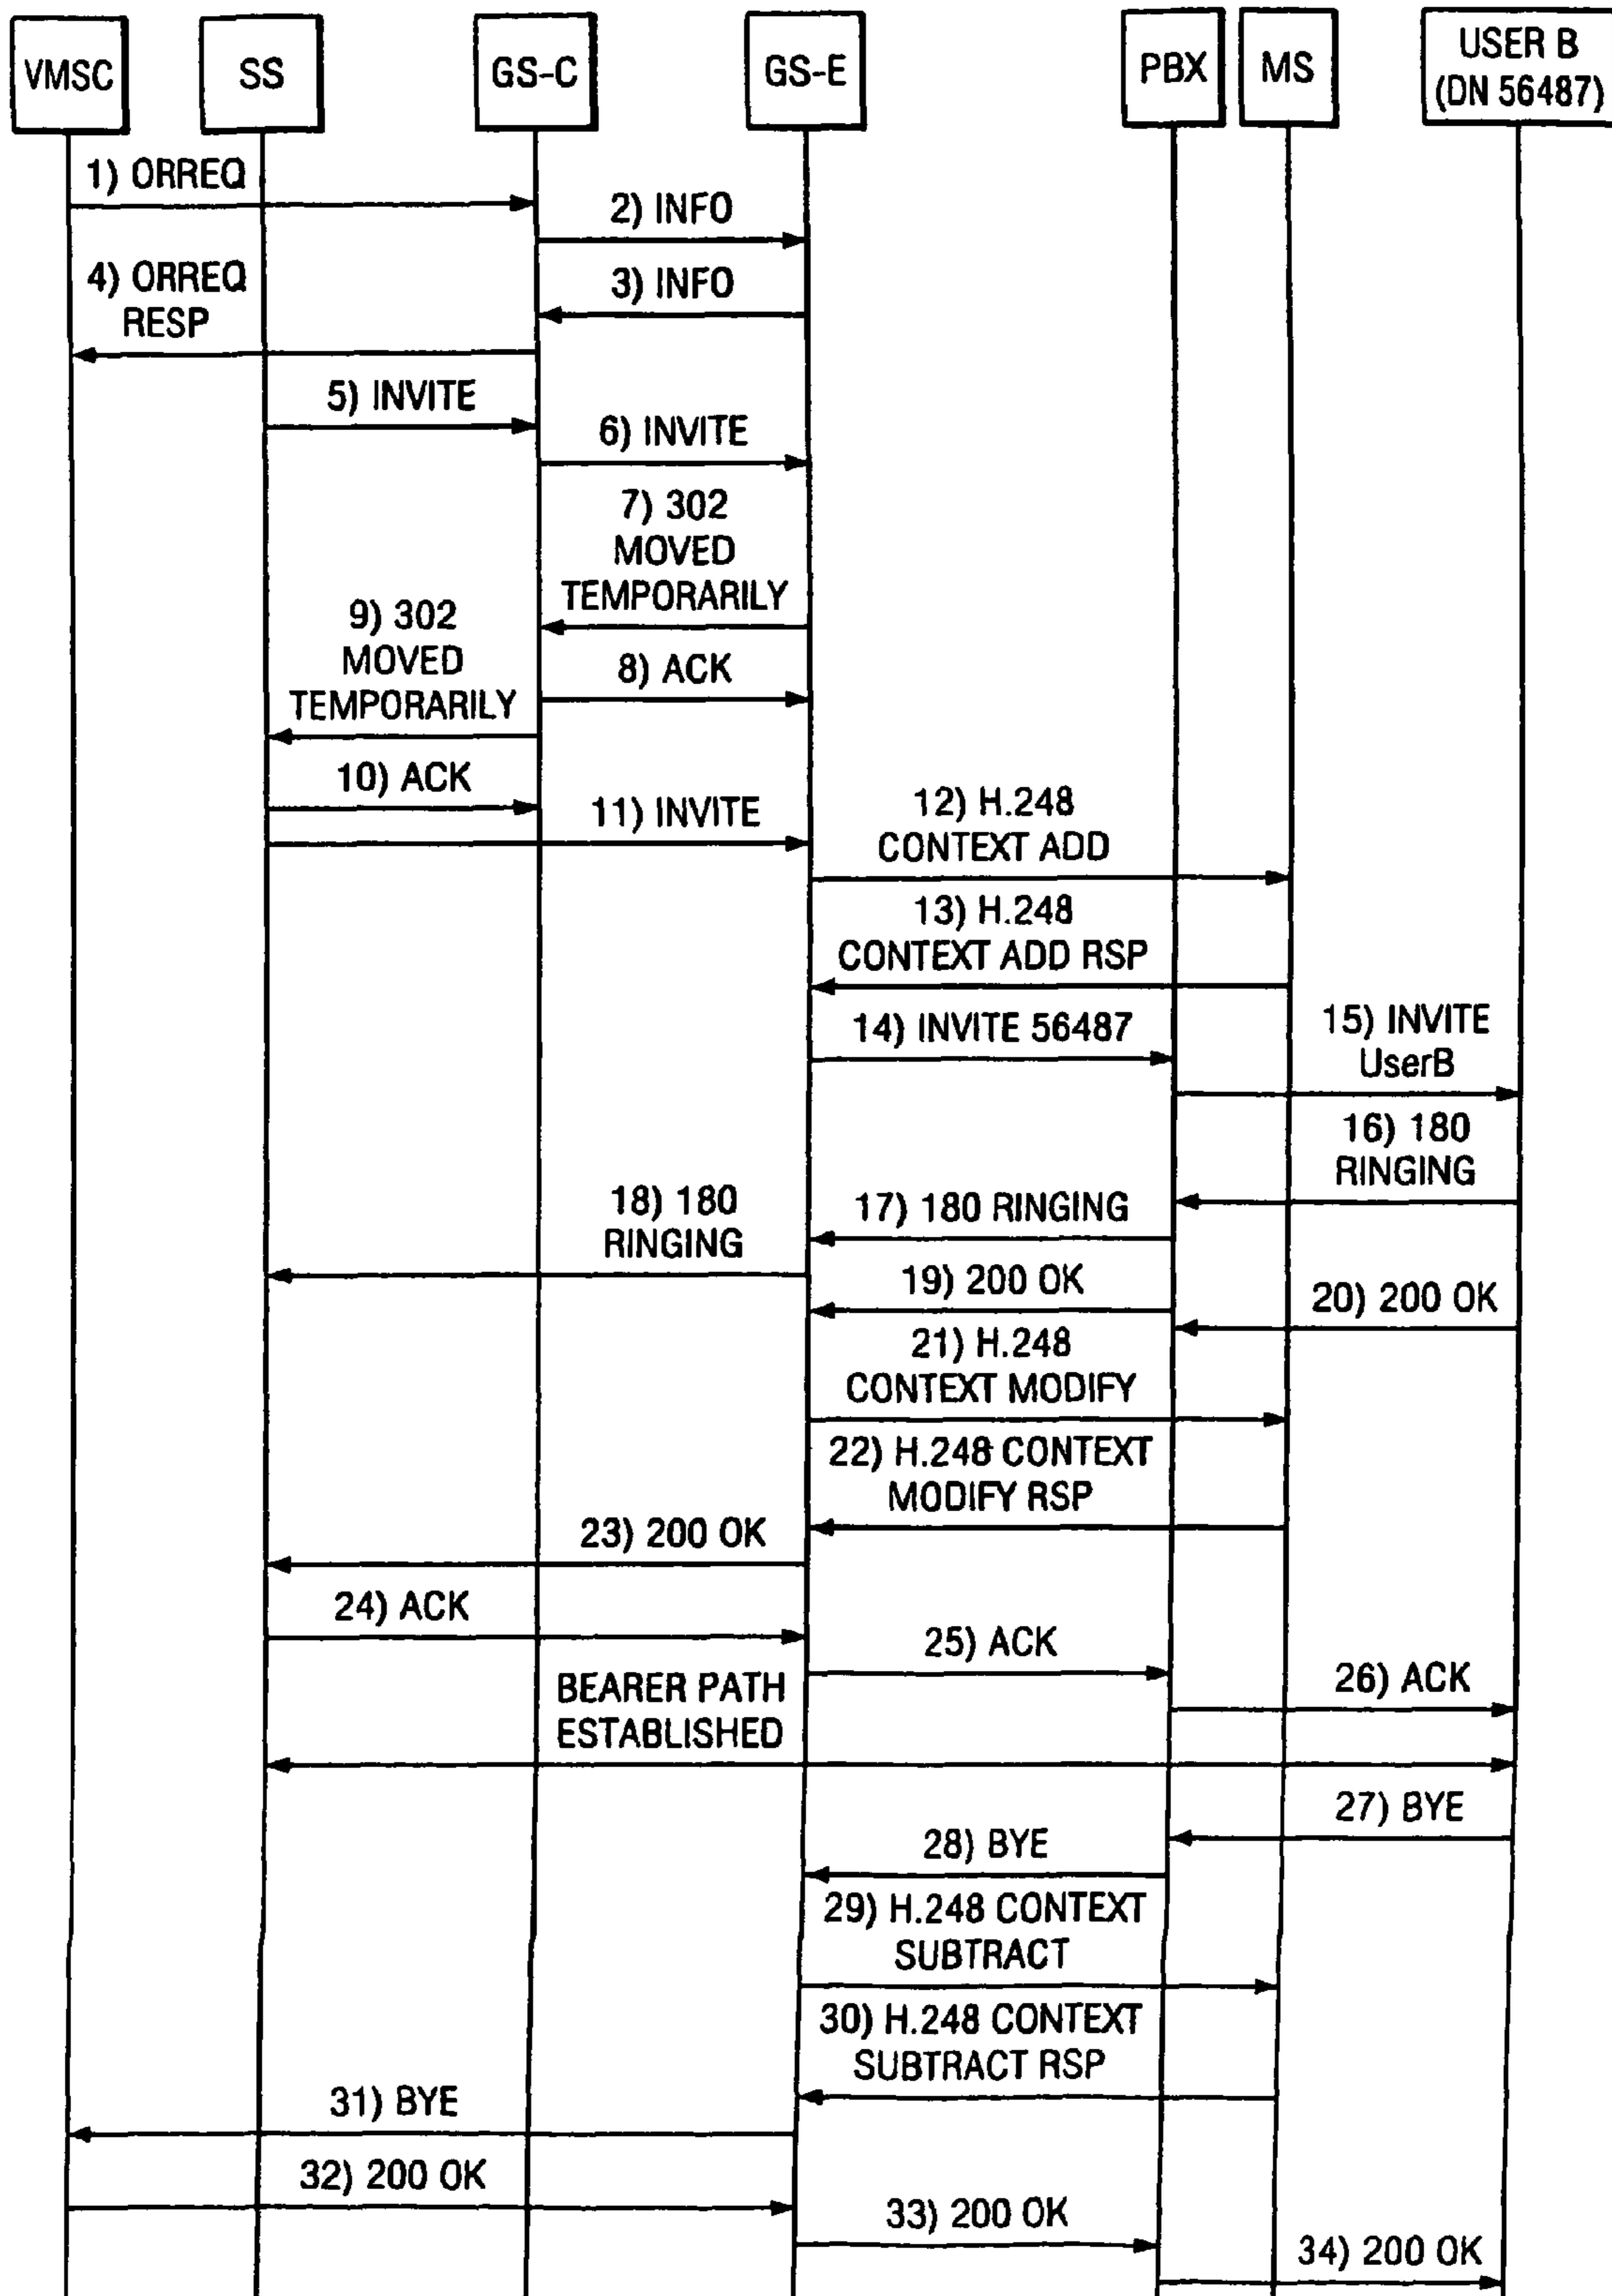 VMSC
SS
GS-C
GS-E
PBX
MS
USER B
(DN 56487)
1) ORREQ
2) INFO
3) INFO
4) ORREQ
RESP
5) INVITE
6) INVITE
7) 302
MOVED
TEMPORARILY
9) 302
MOVED
TEMPORARILY
8) ACK
10) ACK
11) INVITE
12) H.248
CONTEXT ADD
13) H.248
CONTEXT ADD RSP
14) INVITE 56487
15) INVITE
UserB
16) 180
RINGING
17) 180 RINGING
18) 180
RINGING
19) 200 OK
20) 200 OK
21) H.248
CONTEXT MODIFY
22) H.248 CONTEXT
MODIFY RSP
23) 200 OK
24) ACK
25) ACK
26) ACK
BEARER PATH
ESTABLISHED
27) BYE
28) BYE
29) H.248 CONTEXT
SUBTRACT
30) H.248 CONTEXT
SUBTRACT RSP
31) BYE
32) 200 OK
33) 200 OK
34) 200 OK